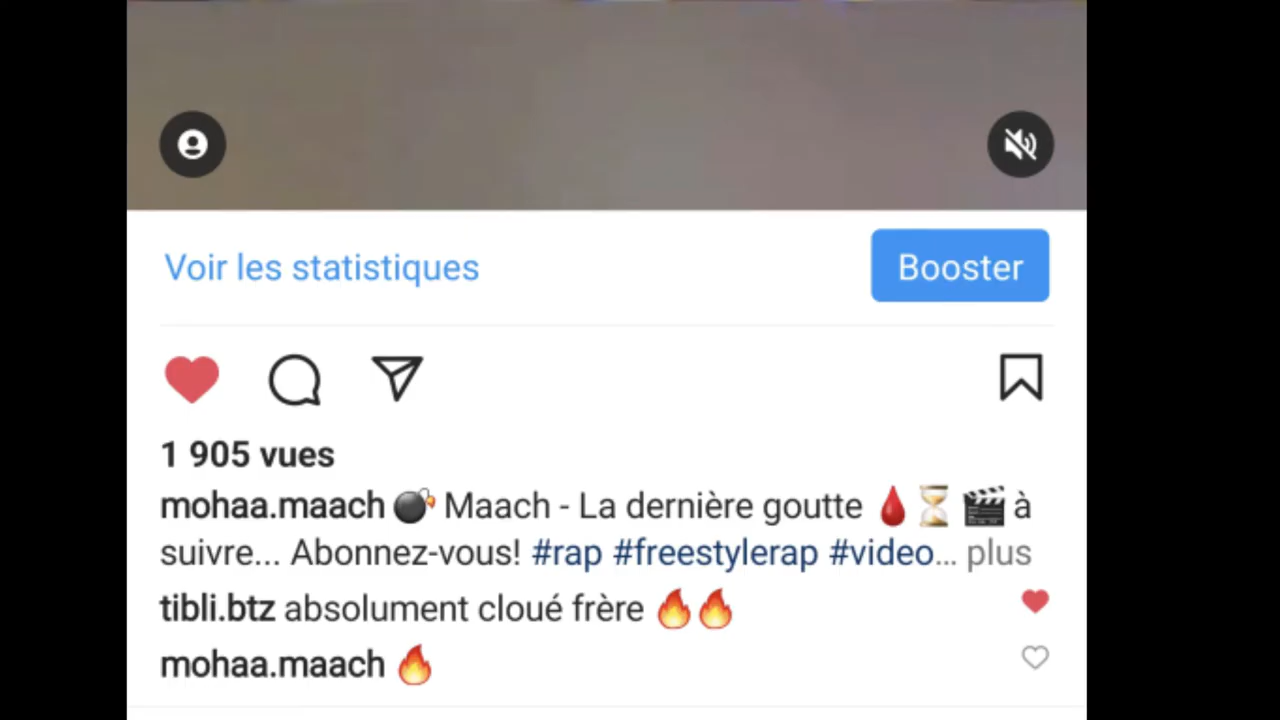 Voir les statistiques
Booster
1 905 vues
mohaa.maach 💣 Maach - La dernière goutte 🩸⏳ 🎬 à
suivre... Abonnez-vous! #rap #freestylerap #video... plus
tibli.btz absolument cloué frère 🔥🔥
mohaa.maach 🔥